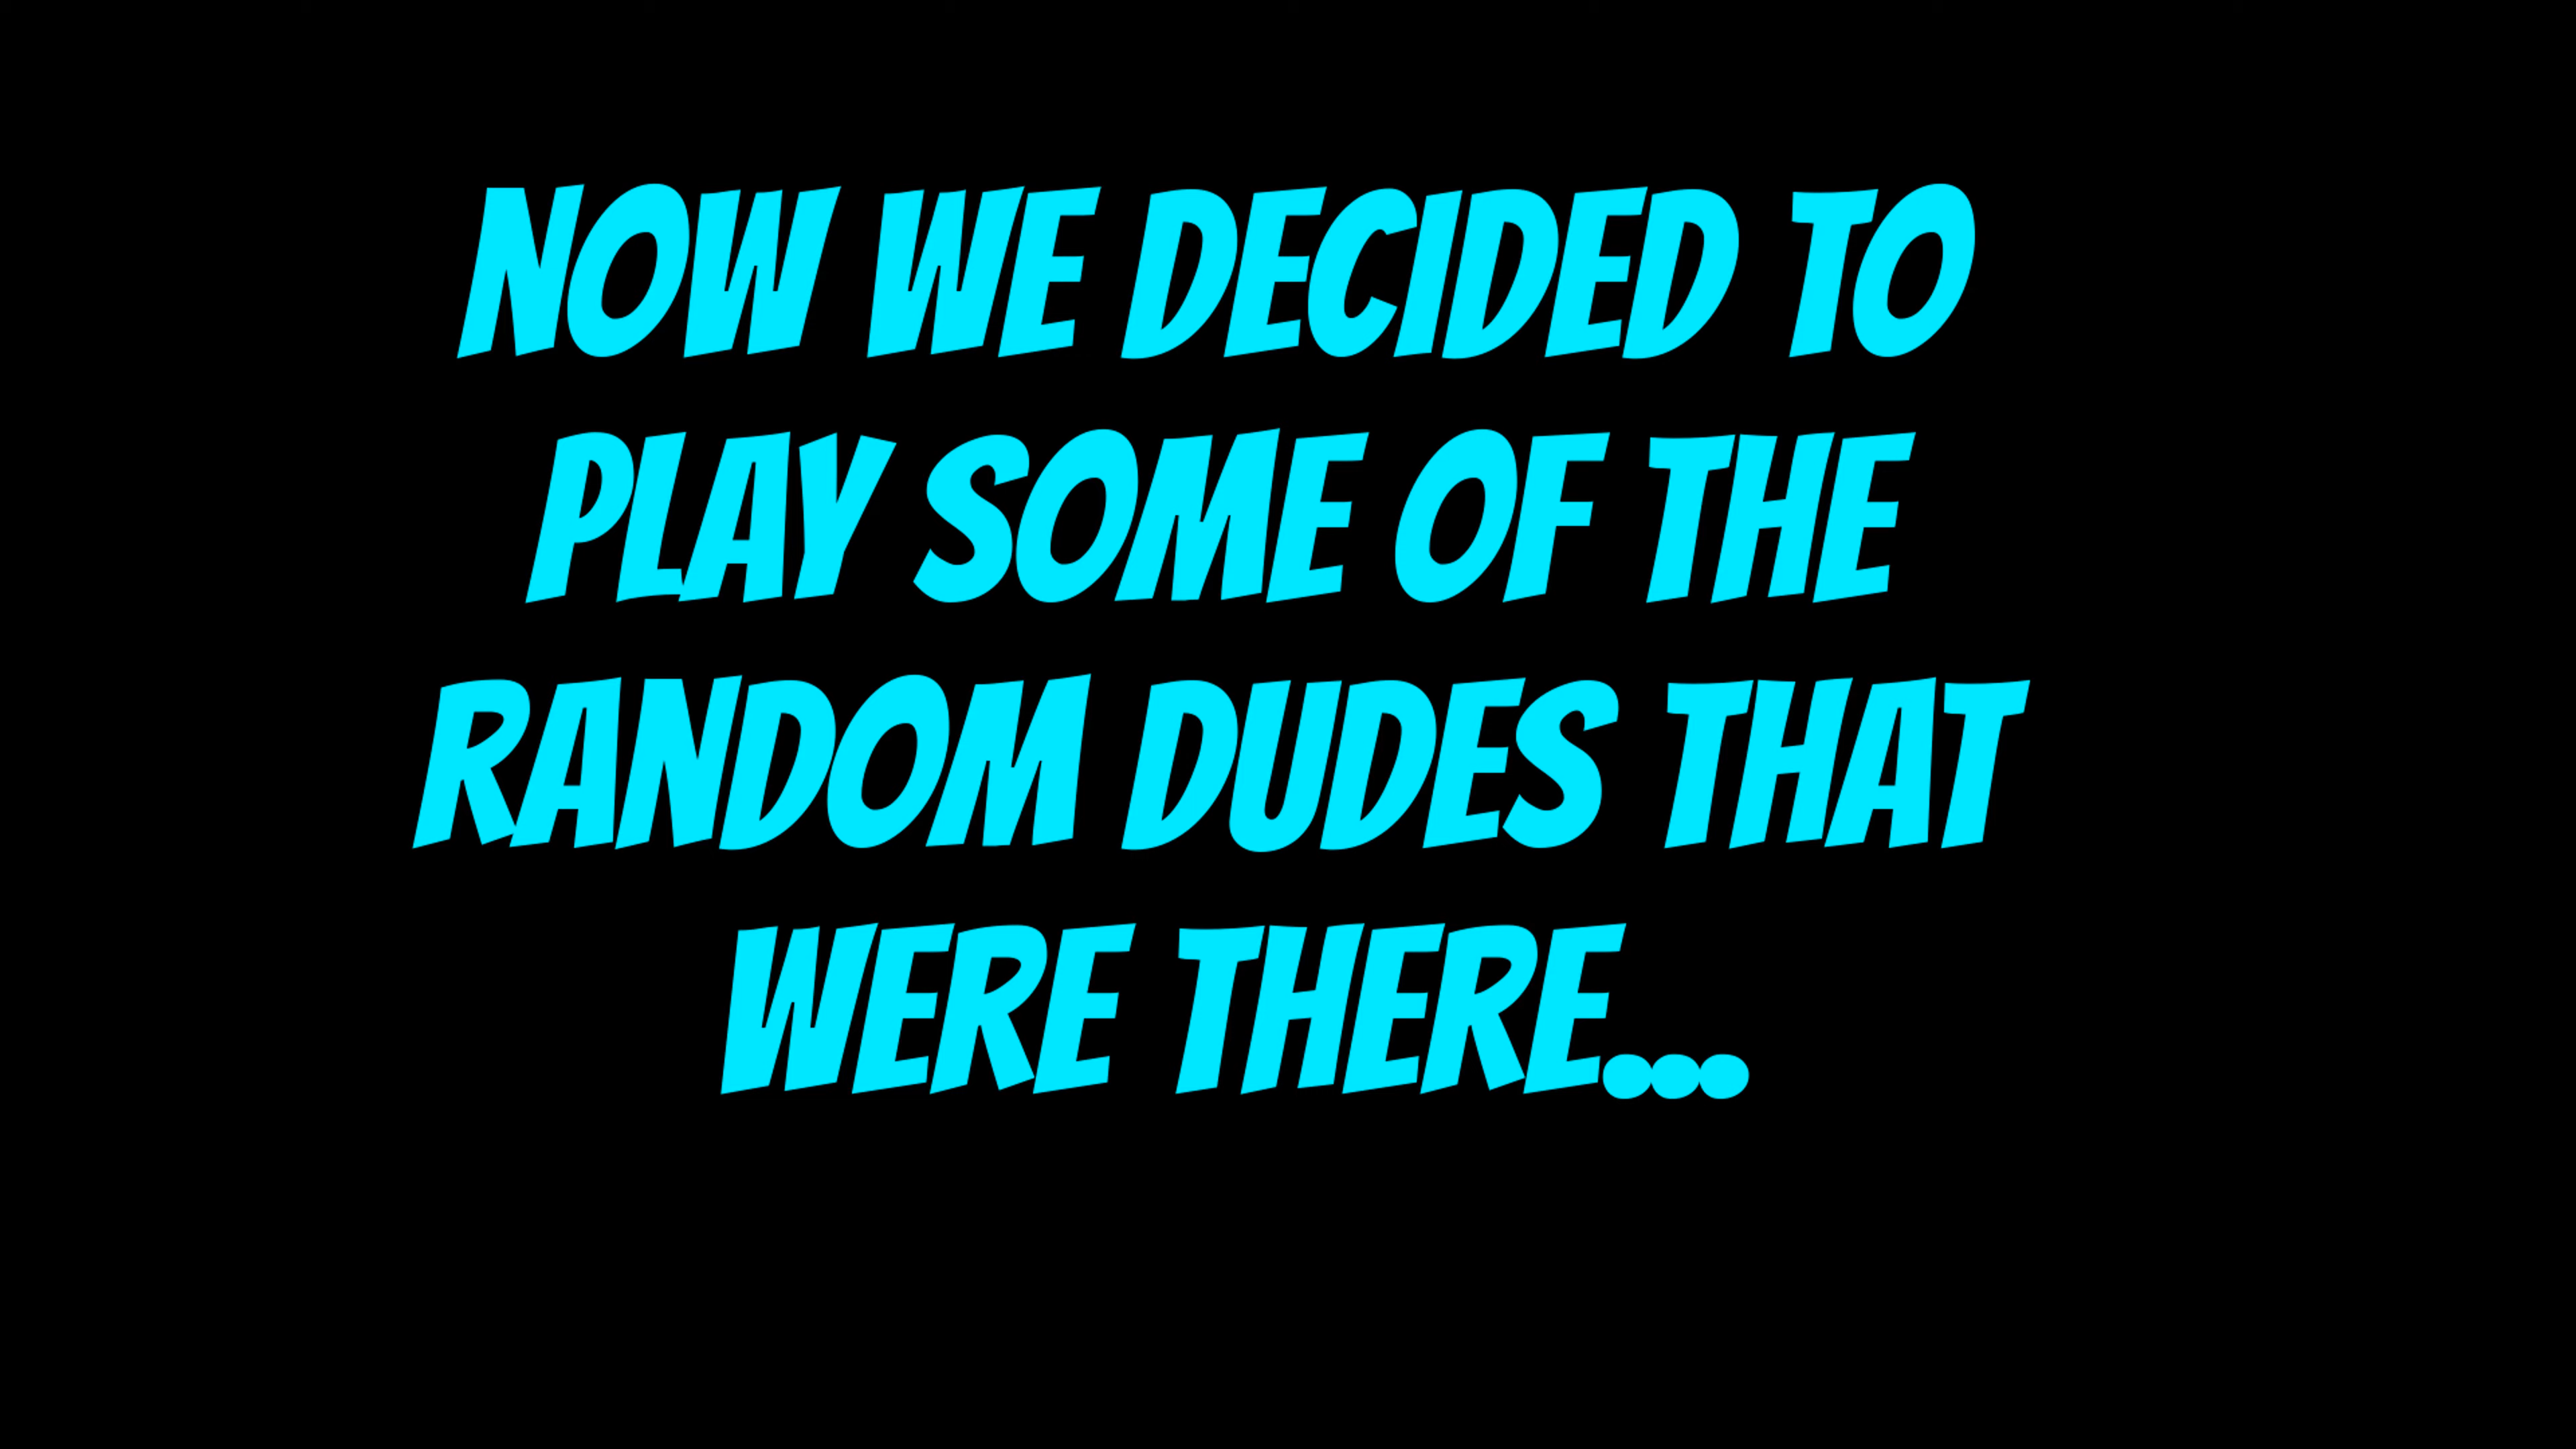 NOW WE DECIDED TO
PLAY SOME OF THE
RANDOM DUDES THAT
WERE THERE...